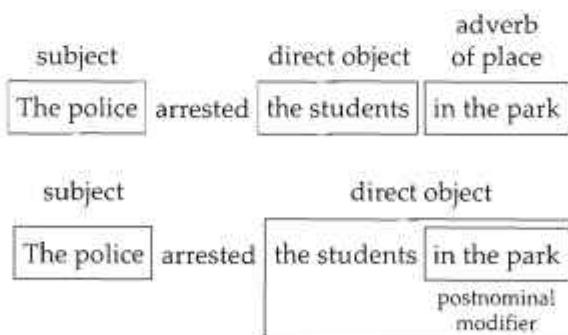 adverb
subject direct object of place
The police arrested the students in the park
subject direct object
The police arrested the students in the park
postnominal
modifier